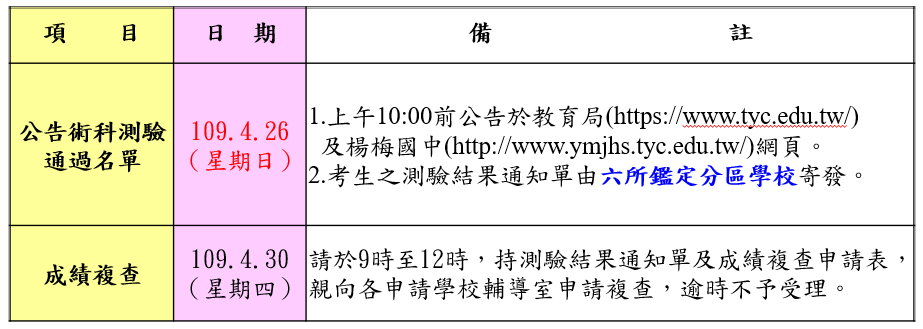 項 目 日 期 備 註
公告術科測驗
通過名單
109.4.26
(星期日)
1.上午10:00前公告於教育局(https://www.tyc.edu.tw/)
及楊梅國中(http://www.ymjhs.tyc.edu.tw/)網頁。
2.考生之測驗結果通知單由六所鑑定分區學校寄發。
成績複查
109.4.30
(星期四)
請於9時至12時，持測驗結果通知單及成績複查申請表，
親向各申請學校輔導室申請複查，逾時不予受理。